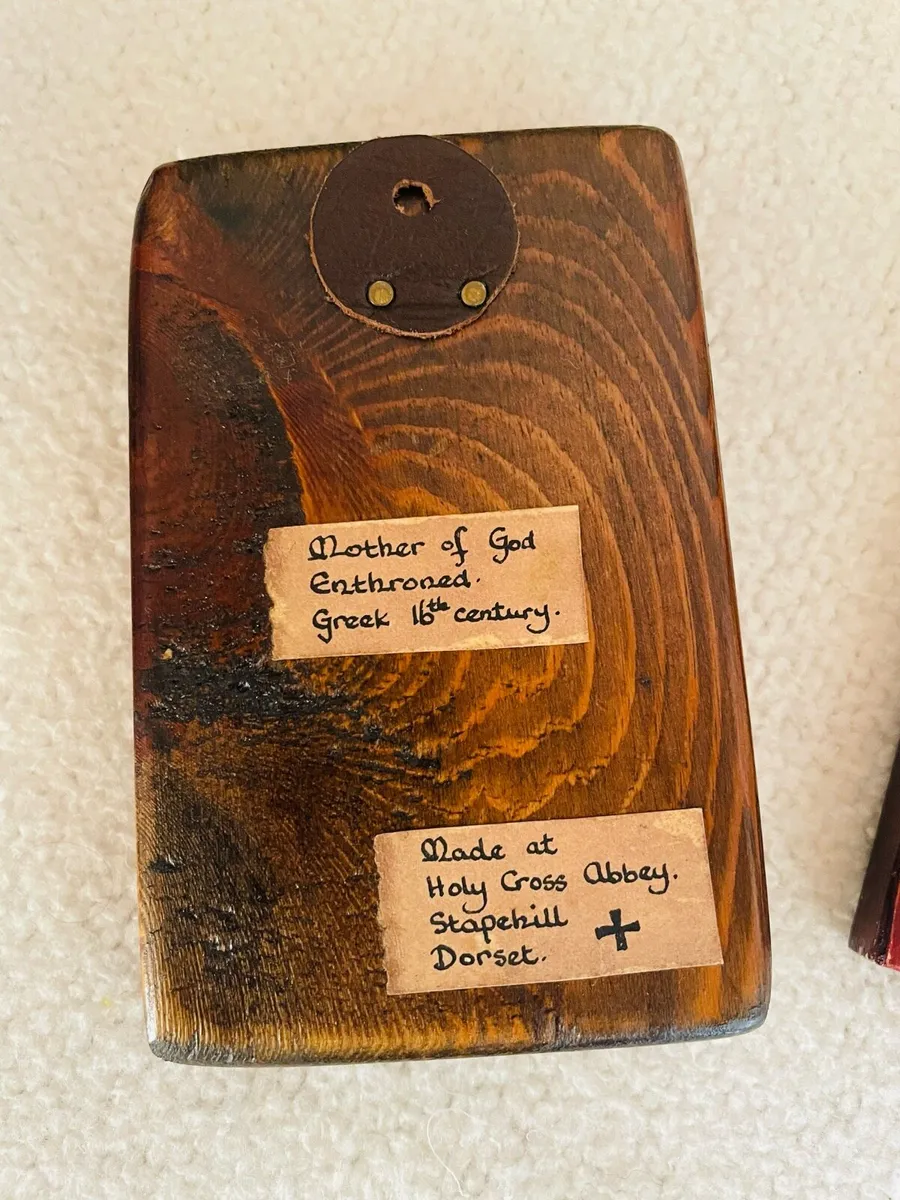 Mother of God
Enthroned.
Greek 16th century.
Made at
Holy Cross Abbey.
Stapehill
Dorset.